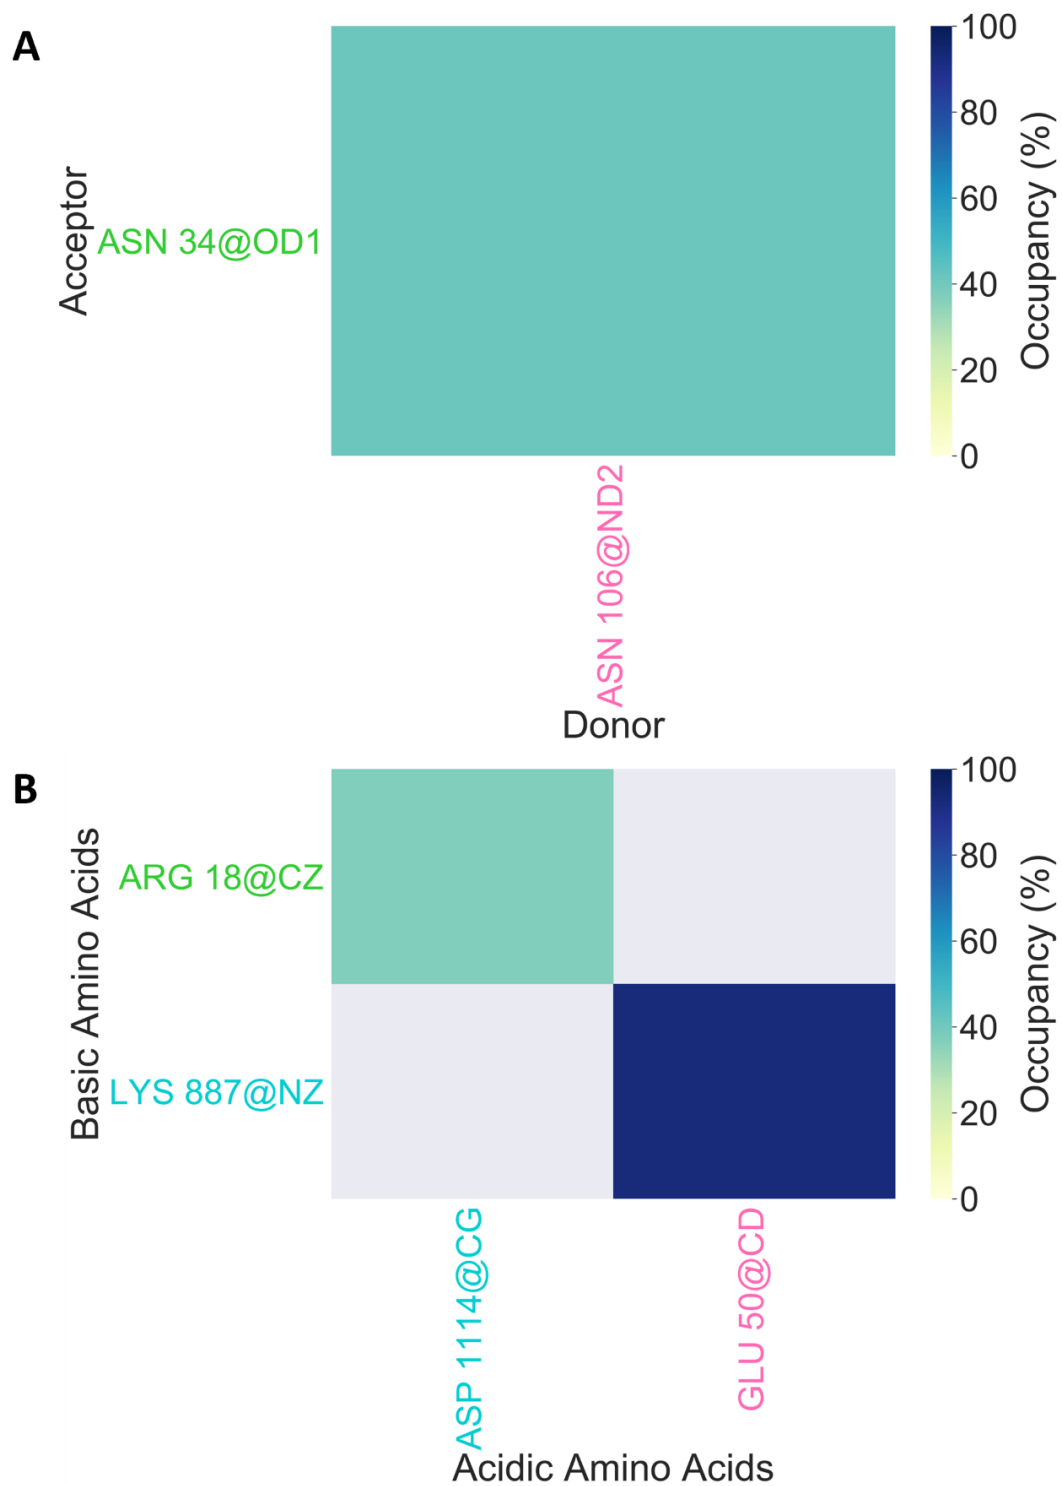 A
Acceptor
ASN 34@OD1
ASN 106@ND2
Donor
100
80
60
40
20
0
Occupancy (%)
B
Basic Amino Acids
ARG 18@CZ
LYS 887@NZ
ASP 1114@CG
GLU 50@CD
Acidic Amino Acids
100
80
60
40
20
0
Occupancy (%)